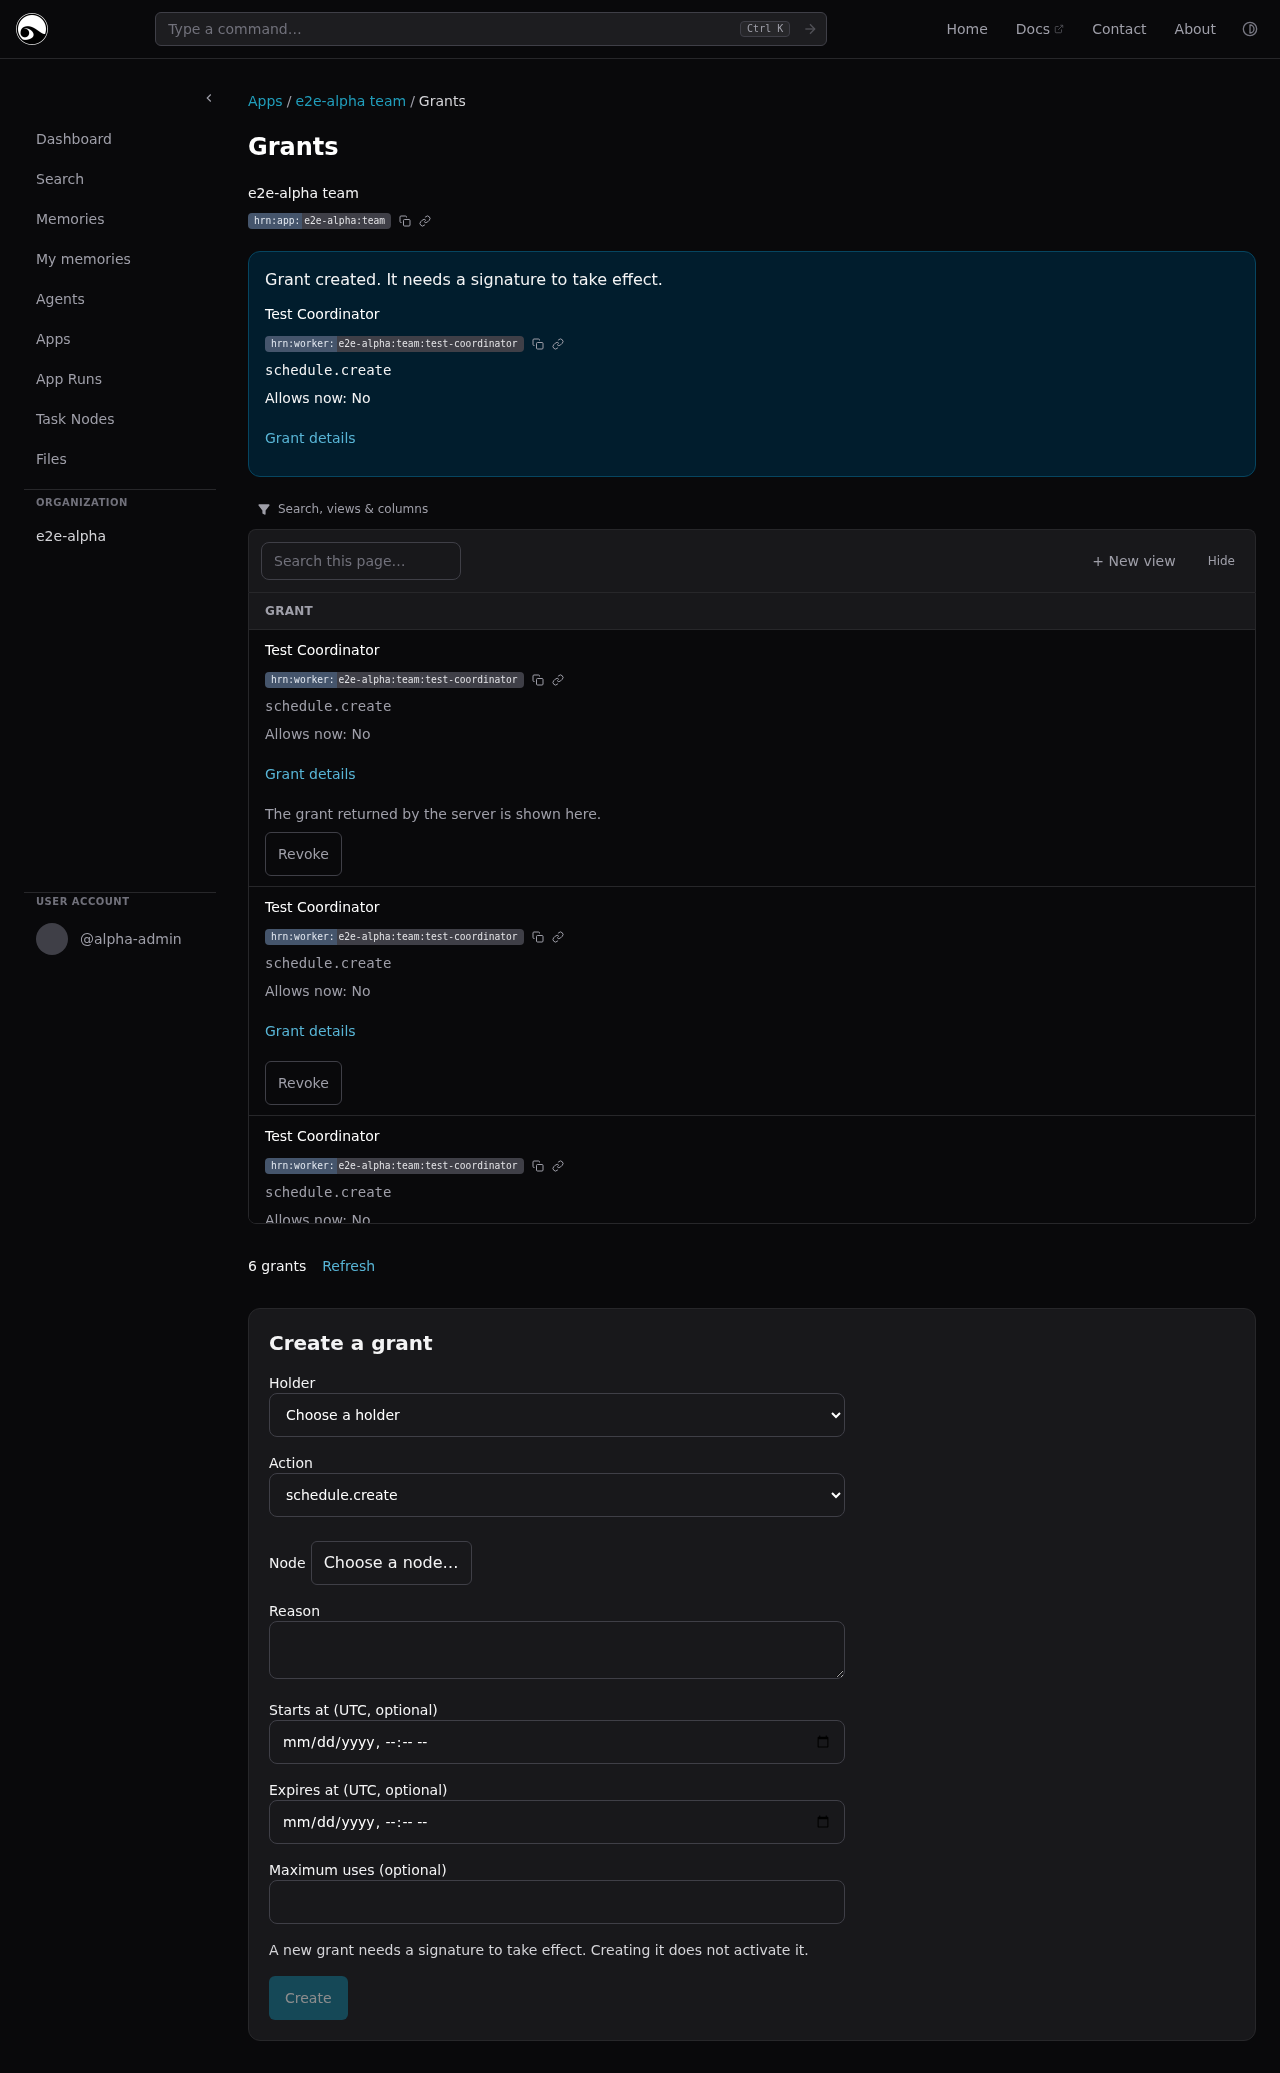 Type a command...
Ctrl K
Home
Docs
Contact
About
Dashboard
Search
Memories
My memories
Agents
Apps
App Runs
Task Nodes
Files
ORGANIZATION
e2e-alpha
USER ACCOUNT
@alpha-admin
Apps / e2e-alpha team / Grants
Grants
e2e-alpha team
hrn:app: e2e-alpha:team
Grant created. It needs a signature to take effect.
Test Coordinator
hrn:worker: e2e-alpha:team:test-coordinator
schedule.create
Allows now: No
Grant details
Search, views & columns
Search this page...
+ New view
Hide
GRANT
Test Coordinator
hrn:worker: e2e-alpha:team:test-coordinator
schedule.create
Allows now: No
Grant details
The grant returned by the server is shown here.
Revoke
Test Coordinator
hrn:worker: e2e-alpha:team:test-coordinator
schedule.create
Allows now: No
Grant details
Revoke
Test Coordinator
hrn:worker: e2e-alpha:team:test-coordinator
schedule.create
Allows now: No
6 grants
Refresh
Create a grant
Holder
Choose a holder
Action
schedule.create
Node
Choose a node...
Reason
Starts at (UTC, optional)
mm/dd/yyyy, --:-- --
Expires at (UTC, optional)
mm/dd/yyyy, --:-- --
Maximum uses (optional)
A new grant needs a signature to take effect. Creating it does not activate it.
Create